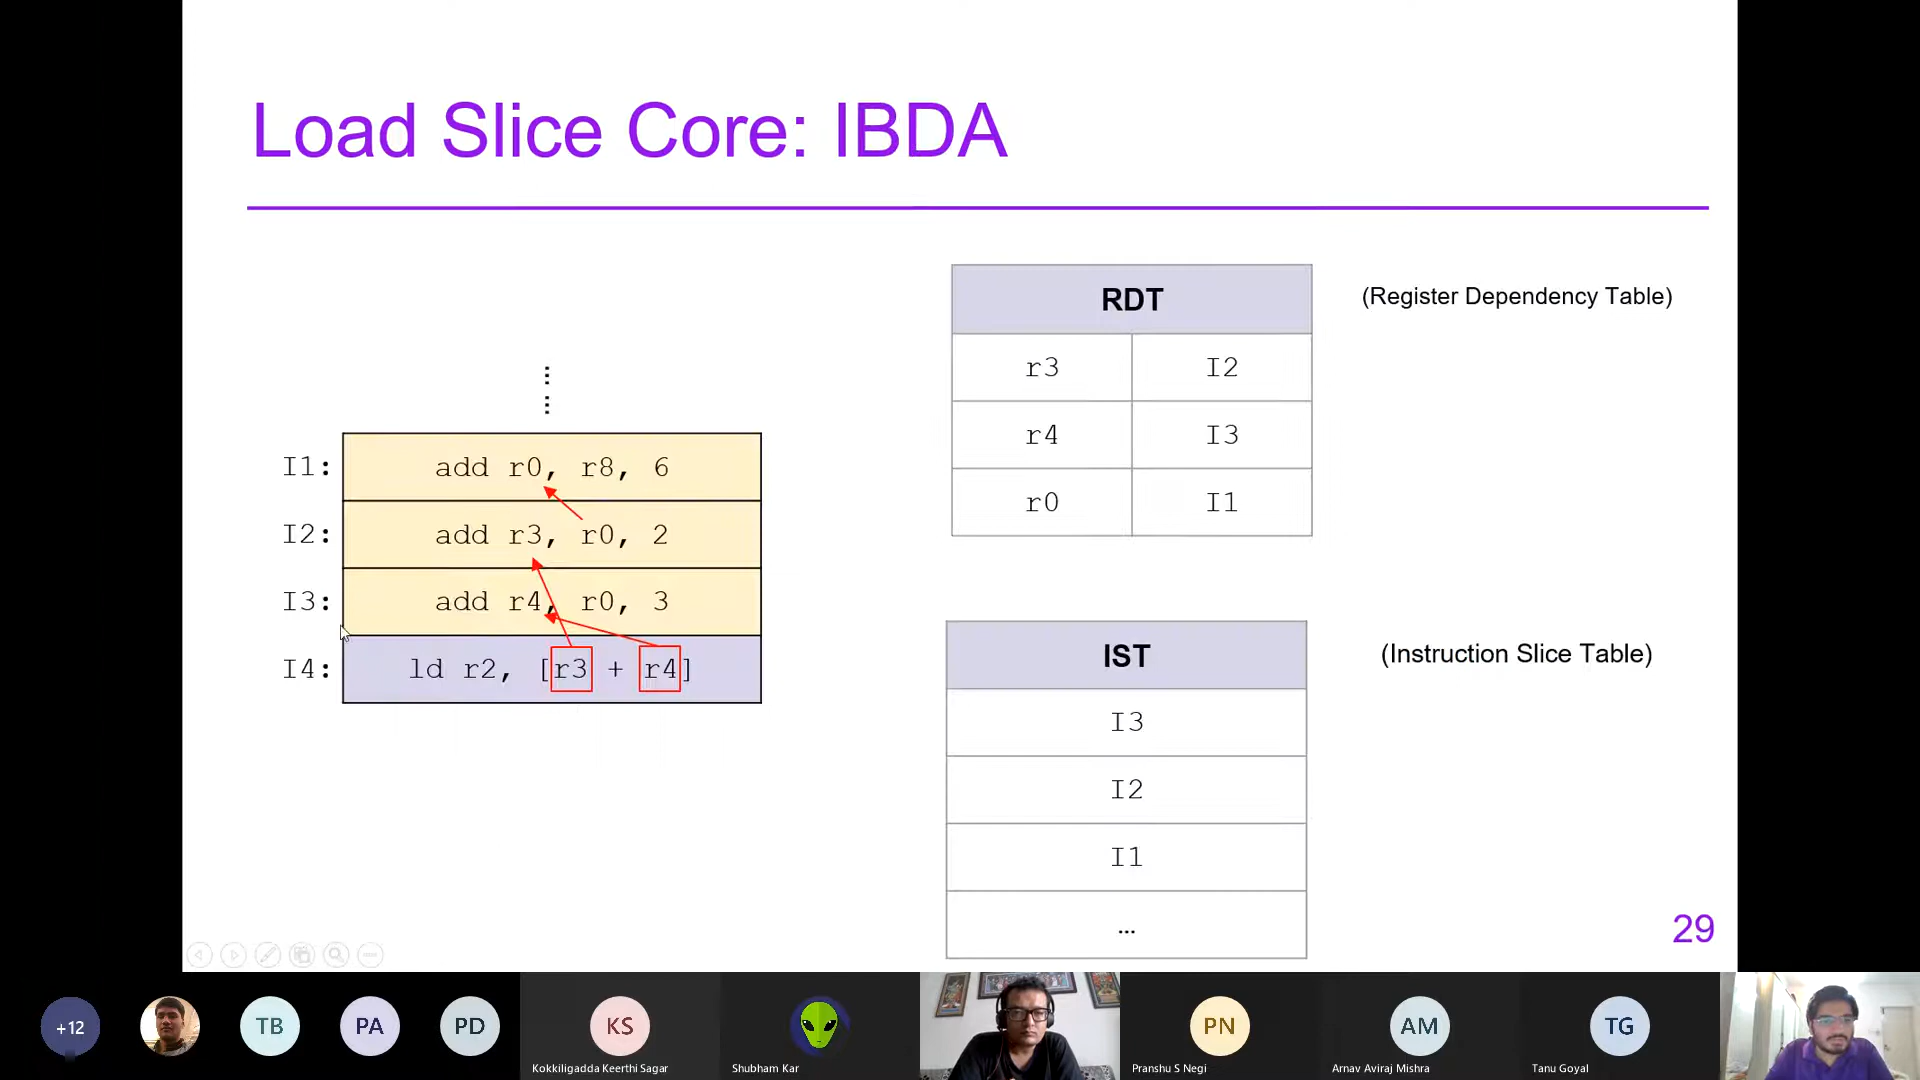 Load Slice Core: IBDA
I1: add r0, r8, 6
I2: add r3, r0, 2
I3: add r4, r0, 3
I4: ld r2, [r3 + r4]
RDT
(Register Dependency Table)
r3 I2
r4 I3
r0 I1
IST
(Instruction Slice Table)
I3
I2
I1
...
29
+12
TB
PA
PD
KS
Kokkiligadda Keerthi Sagar
Shubham Kar
PN
Pranshu S Negi
AM
Arnav Aviraj Mishra
TG
Tanu Goyal